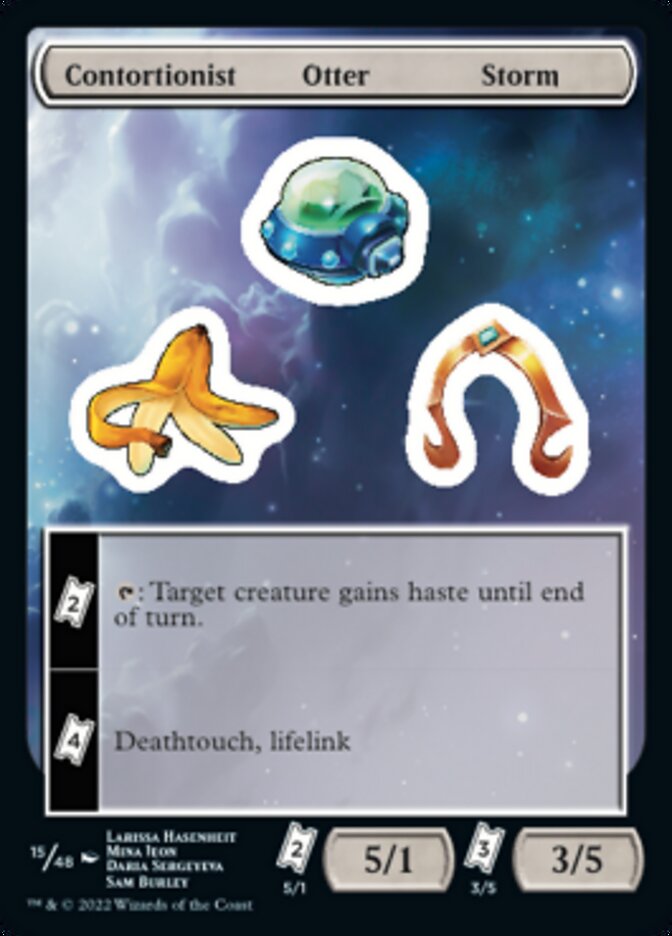 Contortionist Otter Storm
2
: Target creature gains haste until end
of turn.
4
Deathtouch, lifelink
15/48
LARISSA HASENHEIT
MINA JEON
DARIA SERGEYEVA
SAM BURLEY
2
5/1
5/1
3
3/5
3/5
™ & © 2022 Wizards of the Coast